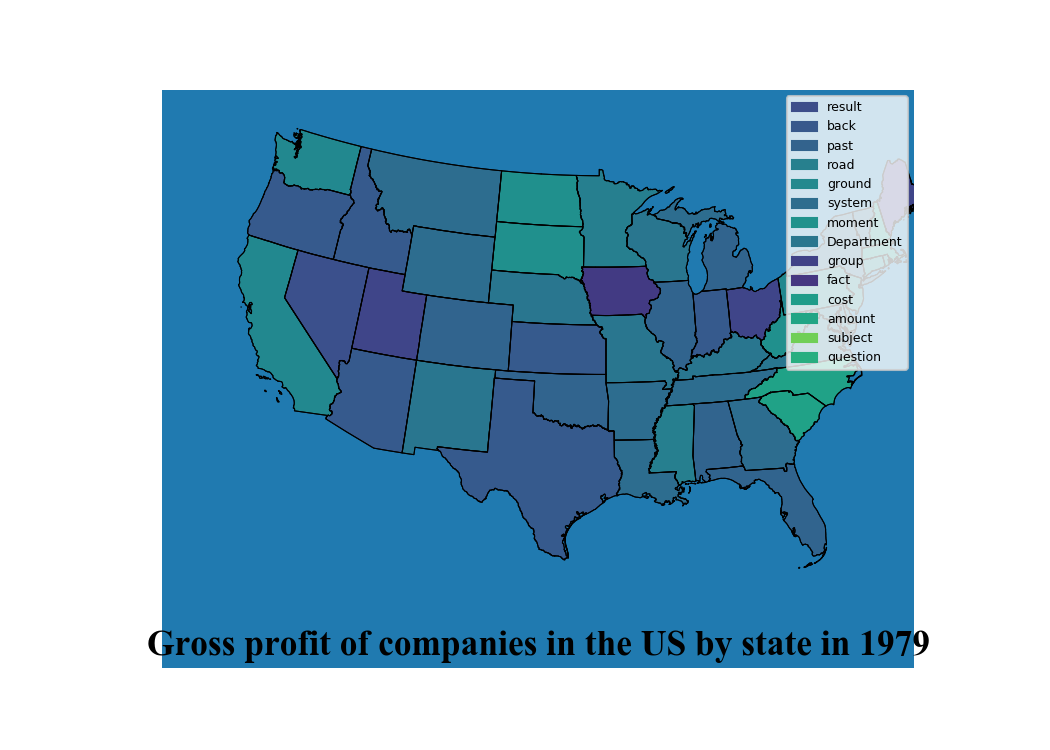 result
back
past
road
ground
system
moment
Department
group
fact
cost
amount
subject
question
Gross profit of companies in the US by state in 1979